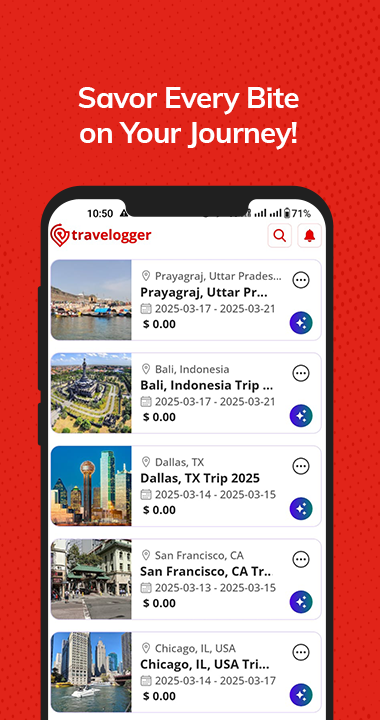 Savor Every Bite
on Your Journey!
10:50
71%
travelogger
Prayagraj, Uttar Prades...
Prayagraj, Uttar Pr...
2025-03-17 - 2025-03-21
$ 0.00
Bali, Indonesia
Bali, Indonesia Trip ...
2025-03-17 - 2025-03-21
$ 0.00
Dallas, TX
Dallas, TX Trip 2025
2025-03-14 - 2025-03-15
$ 0.00
San Francisco, CA
San Francisco, CA Tr...
2025-03-13 - 2025-03-15
$ 0.00
Chicago, IL, USA
Chicago, IL, USA Tri...
2025-03-14 - 2025-03-17
$ 0.00